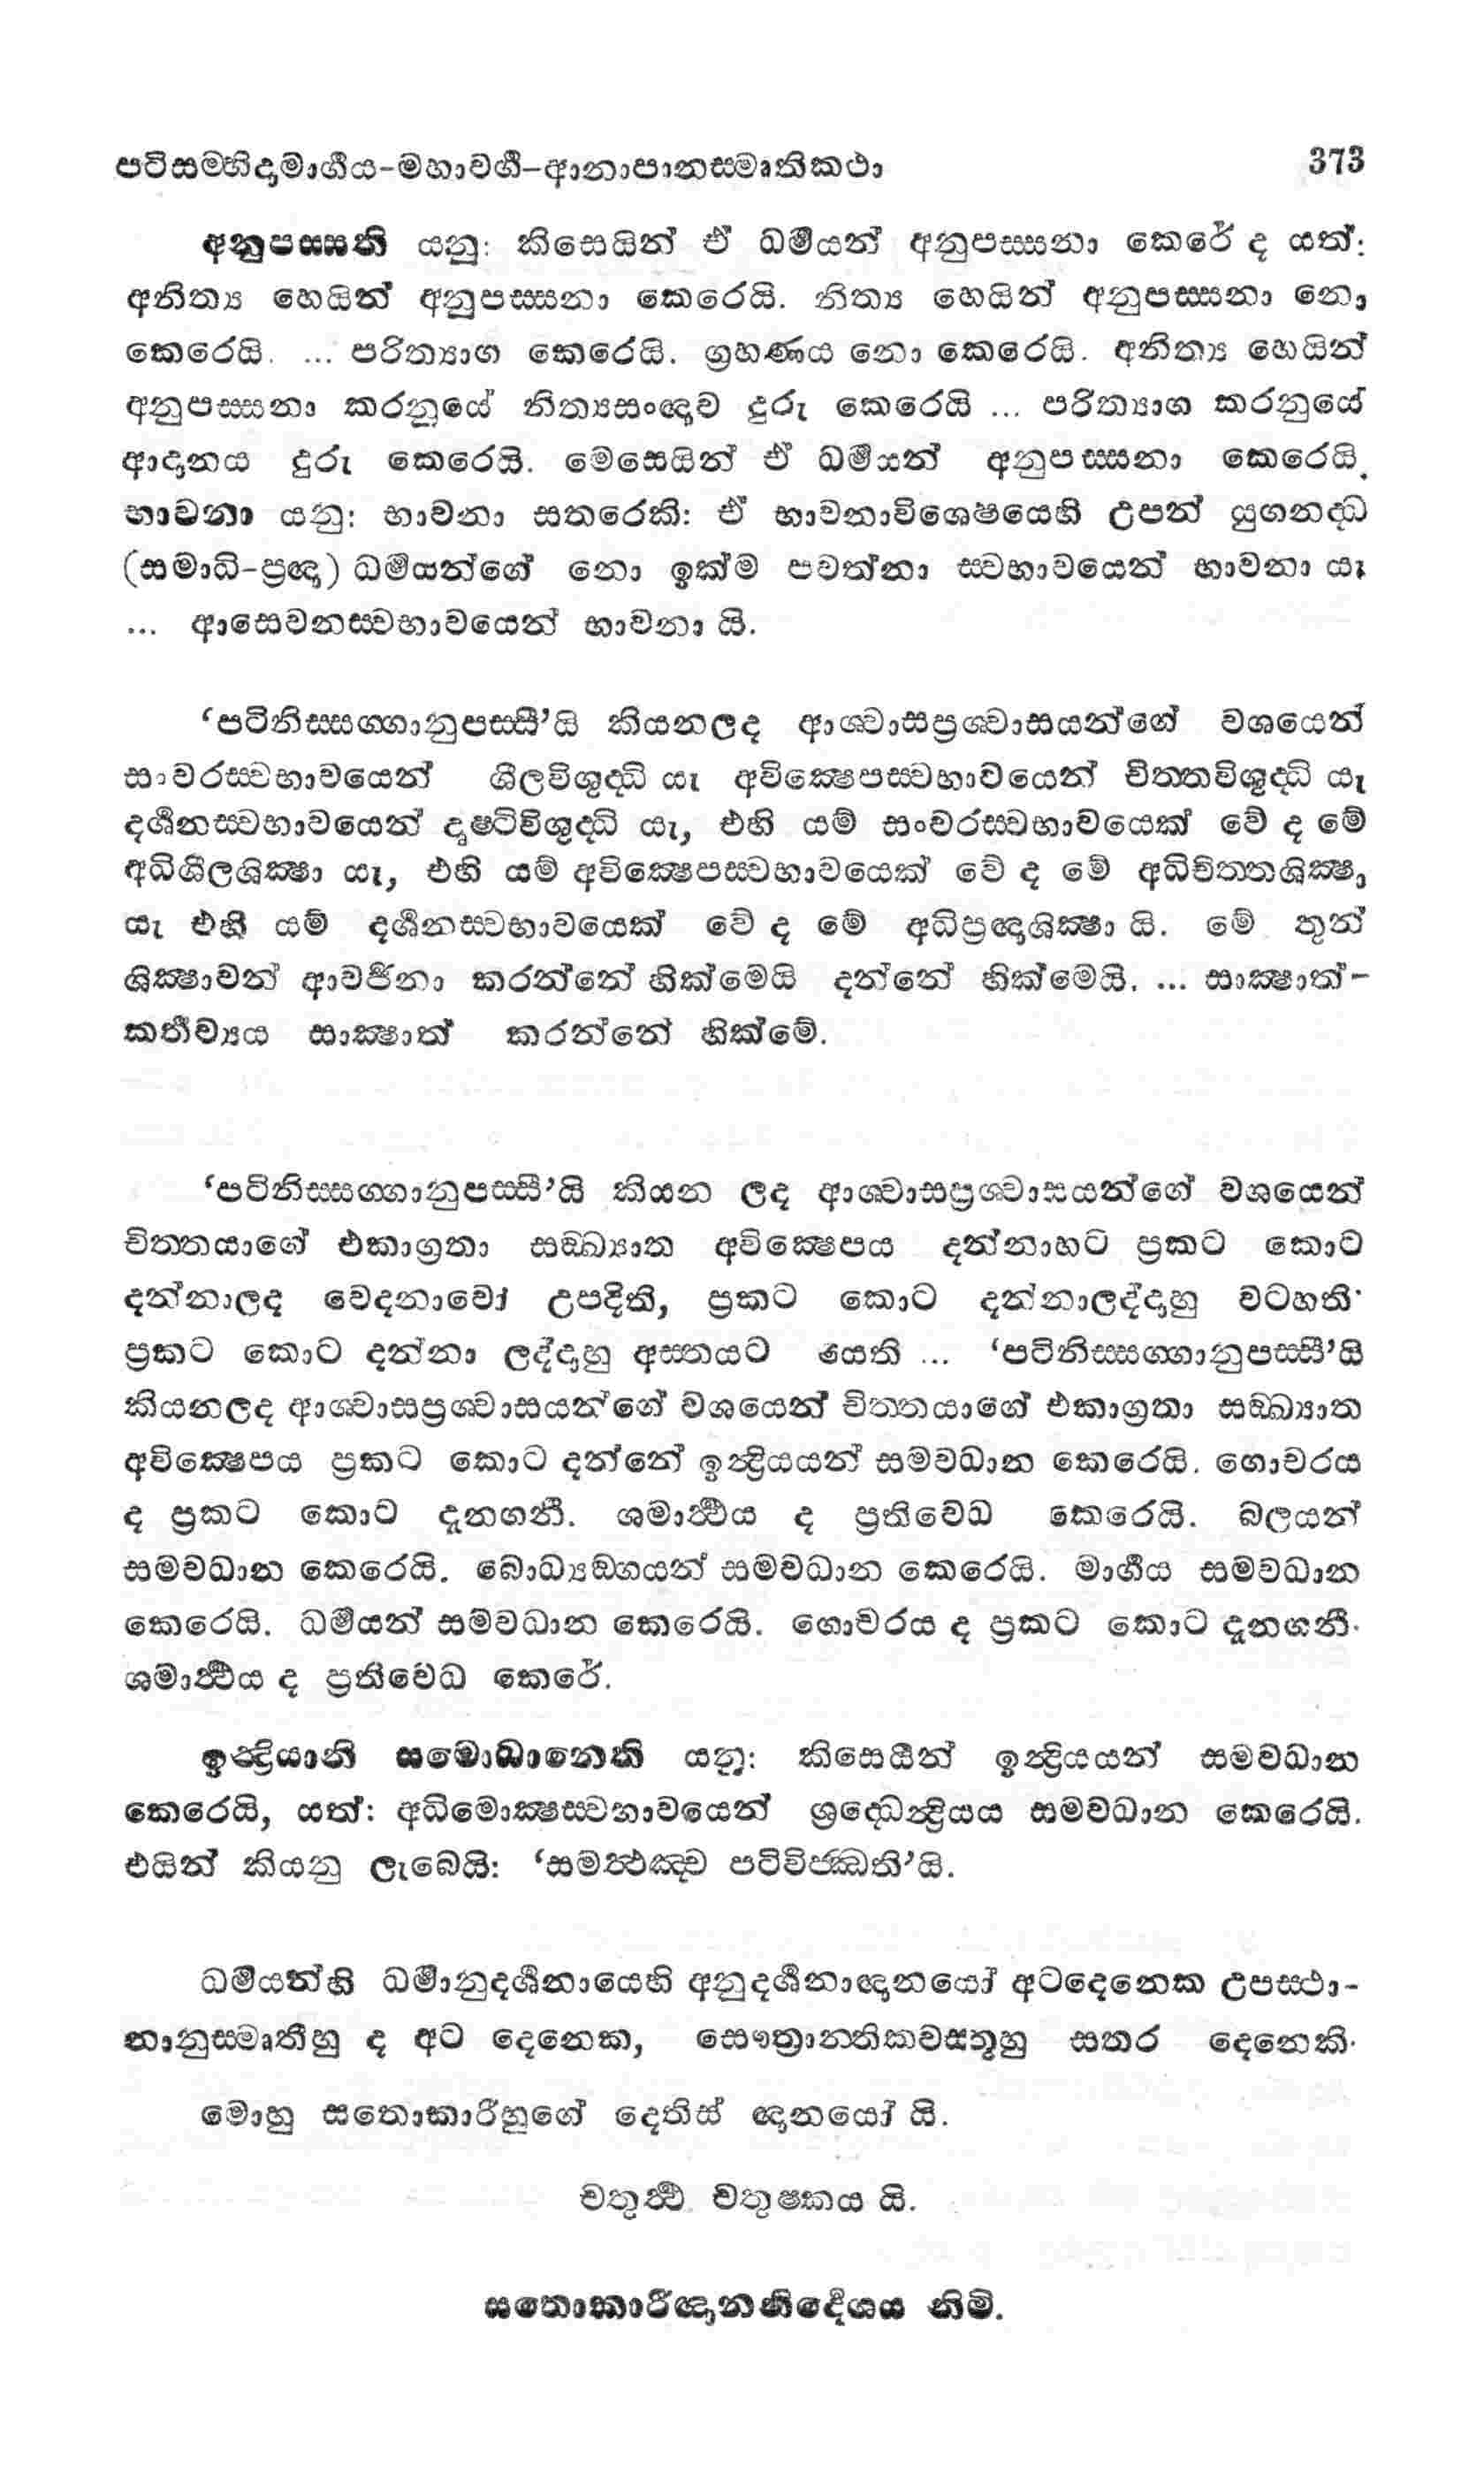 පටිසම්භිදාමාර්ගය-මහාවර්ග-ආනාපානස්මෘතිකථා 373
අනුපස්සති යනු: කිසෙයින් ඒ ධර්මයන් අනුපස්සනා කෙරේ ද යත්:
අනිත්‍ය හෙයින් අනුපස්සනා කෙරෙයි. නිත්‍ය හෙයින් අනුපස්සනා නො
කෙරෙයි. ... පරිත්‍යාග කෙරෙයි. ග්‍රහණය නො කෙරෙයි. අනිත්‍ය හෙයින්
අනුපස්සනා කරනුයේ නිත්‍යසංඥාව දුරු කෙරෙයි ... පරිත්‍යාග කරනුයේ
ආදානය දුරු කෙරෙයි. මෙසෙයින් ඒ ධර්මයන් අනුපස්සනා කෙරෙයි.
භාවනා යනු: භාවනා සතරෙකි: ඒ භාවනාවිශෙෂයෙහි උපන් යුගනද්ධ
(සමාධි-ප්‍රඥා) ධර්මයන්ගේ නො ඉක්ම පවත්නා ස්වභාවයෙන් භාවනා යැ
... ආසෙවනස්වභාවයෙන් භාවනා යි.
‘පටිනිස්සග්ගානුපස්සී’යි කියනලද ආශ්වාසප්‍රශ්වාසයන්ගේ වශයෙන්
සංවරස්වභාවයෙන් ශීලවිශුද්ධි යැ අවික්‍ෂෙපස්වභාවයෙන් චිත්තවිශුද්ධි යැ
දර්ශනස්වභාවයෙන් දෘෂ්ටිවිශුද්ධි යැ, එහි යම් සංවරස්වභාවයෙක් වේ ද මේ
අධිශීලශික්‍ෂා යැ, එහි යම් අවික්‍ෂෙපස්වභාවයෙක් වේ ද මේ අධිචිත්තශික්‍ෂා
යැ එහි යම් දර්ශනස්වභාවයෙක් වේ ද මේ අධිප්‍රඥාශික්‍ෂා යි. මේ තුන්
ශික්‍ෂාවන් ආවර්ජනා කරන්නේ හික්මෙයි දන්නේ හික්මෙයි. ... සාක්‍ෂාත්-
කර්තව්‍යය සාක්‍ෂාත් කරන්නේ හික්මේ.
‘පටිනිස්සග්ගානුපස්සී’යි කියන ලද ආශ්වාසප්‍රශ්වාසයන්ගේ වශයෙන්
චිත්තයාගේ එකාග්‍රතා සඞ්ඛ්‍යාත අවික්‍ෂෙපය දන්නාහට ප්‍රකට කොට
දන්නාලද වෙදනාවෝ උපදිති, ප්‍රකට කොට දන්නාලද්දාහු වටහති.
ප්‍රකට කොට දන්නා ලද්දාහු අස්තයට යෙති ... ‘පටිනිස්සග්ගානුපස්සී’යි
කියනලද ආශ්වාසප්‍රශ්වාසයන්ගේ වශයෙන් චිත්තයාගේ එකාග්‍රතා සඞ්ඛ්‍යාත
අවික්‍ෂෙපය ප්‍රකට කොට දන්නේ ඉන්‍ද්‍රියයන් සමවධාන කෙරෙයි. ගොචරය
ද ප්‍රකට කොට දැනගනී. ශමාර්ථය ද ප්‍රතිවෙධ කෙරෙයි. බලයන්
සමවධාන කෙරෙයි. බොධ්‍යඞ්ගයන් සමවධාන කෙරෙයි. මාර්ගය සමවධාන
කෙරෙයි. ධර්මයන් සමවධාන කෙරෙයි. ගොචරය ද ප්‍රකට කොට දැනගනී.
ශමාර්ථය ද ප්‍රතිවෙධ කෙරේ.
ඉන්‍ද්‍රියානි සමොධානෙති යනු: කිසෙයින් ඉන්‍ද්‍රියයන් සමවධාන
කෙරෙයි, යත්: අධිමොක්‍ෂස්වභාවයෙන් ශ්‍රද්ධෙන්‍ද්‍රියය සමවධාන කෙරෙයි.
එයින් කියනු ලැබෙයි: ‘සමත්ථඤ්ච පටිවිජ්ඣති’යි.
ධර්මයන්හි ධර්මානුදර්ශනායෙහි අනුදර්ශනාඥානයෝ අටදෙනෙක උපස්ථා-
නානුස්මෘතීහු ද අට දෙනෙක, සෞත්‍රාන්තිකවස්තූහු සතර දෙනෙකි.
මොහු සතොකාරීහුගේ දෙතිස් ඥානයෝ යි.
චතුර්ථ චතුෂ්කය යි.
සතොකාරිඥානනිර්දේශය නිමි.